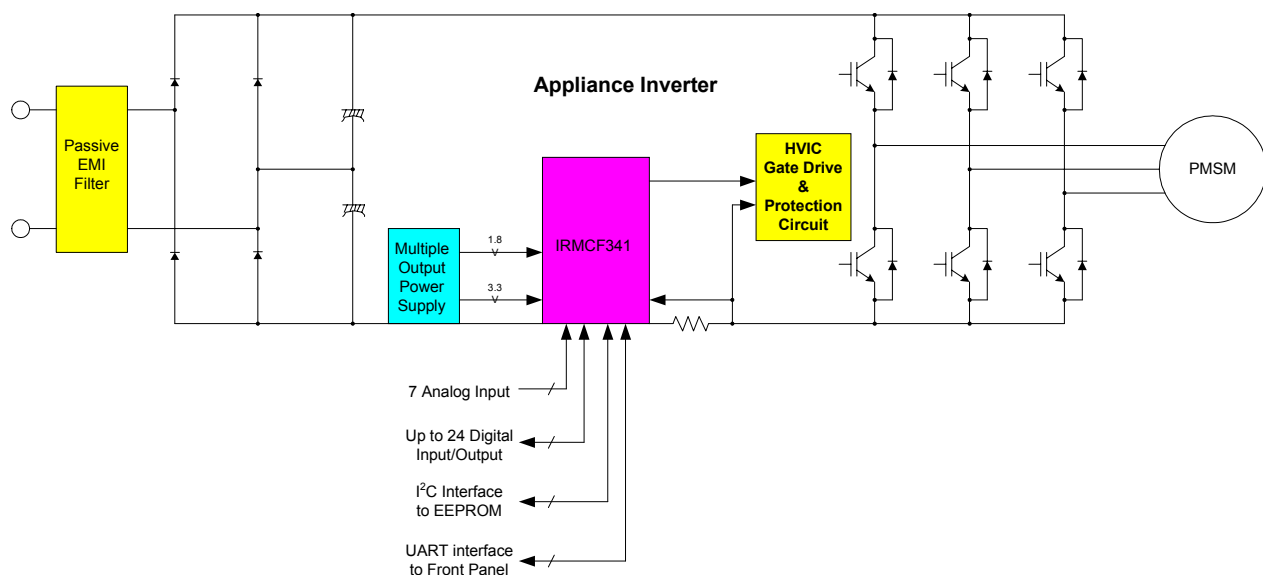 Appliance Inverter
Passive
EMI
Filter
HVIC
Gate Drive
&
Protection
Circuit
PMSM
Multiple
Output
Power
Supply
1.8
V
3.3
V
IRMCF341
7 Analog Input
Up to 24 Digital
Input/Output
I²C Interface
to EEPROM
UART interface
to Front Panel